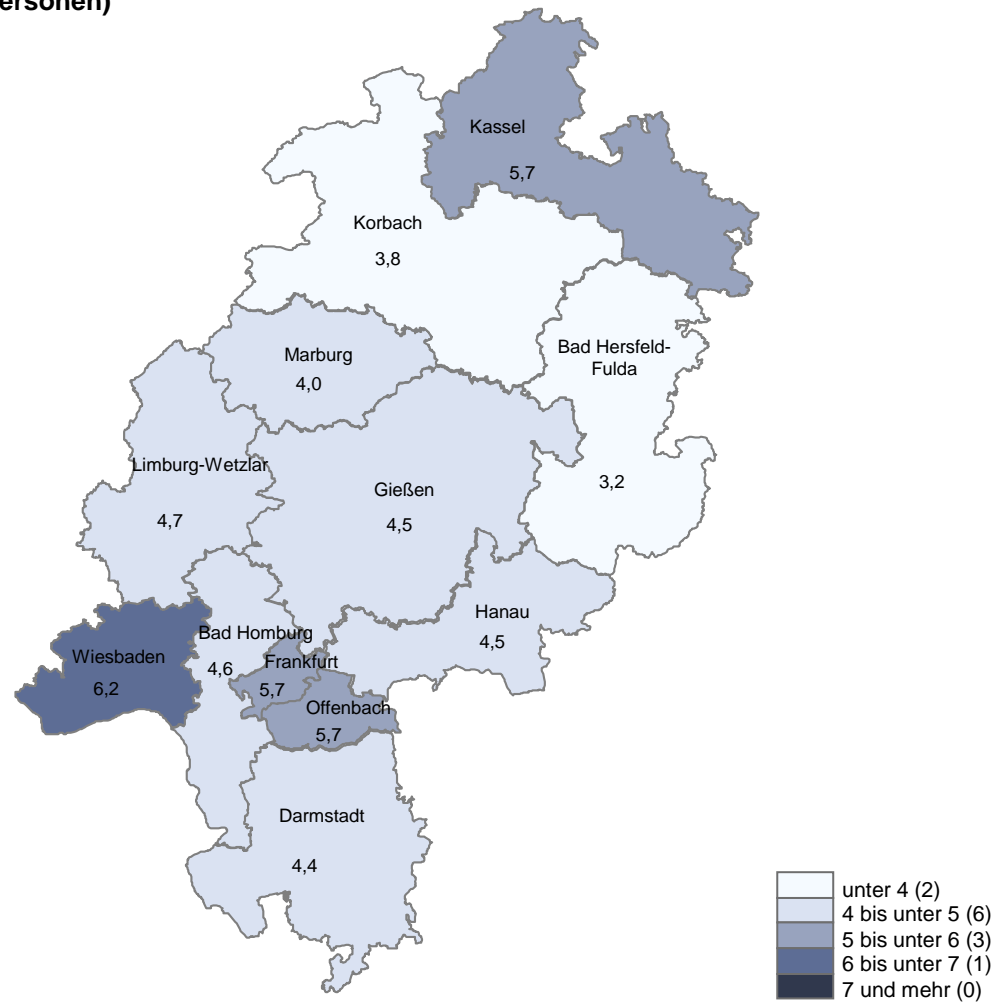 ersonen)
Kassel
5,7
Korbach
3,8
Bad Hersfeld-
Fulda
3,2
Marburg
4,0
Limburg-Wetzlar
4,7
Gießen
4,5
Hanau
4,5
Bad Homburg
4,6
Wiesbaden
6,2
Frankfurt
5,7
Offenbach
5,7
Darmstadt
4,4
unter 4 (2)
4 bis unter 5 (6)
5 bis unter 6 (3)
6 bis unter 7 (1)
7 und mehr (0)